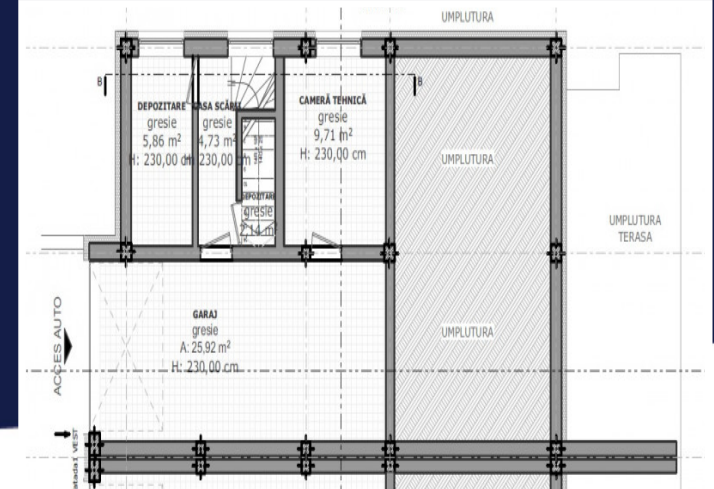 UMPLUTURA
B
B
DEPOZITARE
gresie
5,86 m²
H: 230,00 cm
CASA SCĂRII
gresie
4,73 m²
H: 230,00 cm
CAMERĂ TEHNICĂ
gresie
9,71 m²
H: 230,00 cm
UMPLUTURA
DEPOZITARE
gresie
2,14 m²
UMPLUTURA
TERASA
ACCES AUTO
GARAJ
gresie
A: 25,92 m²
H: 230,00 cm
UMPLUTURA
VEST